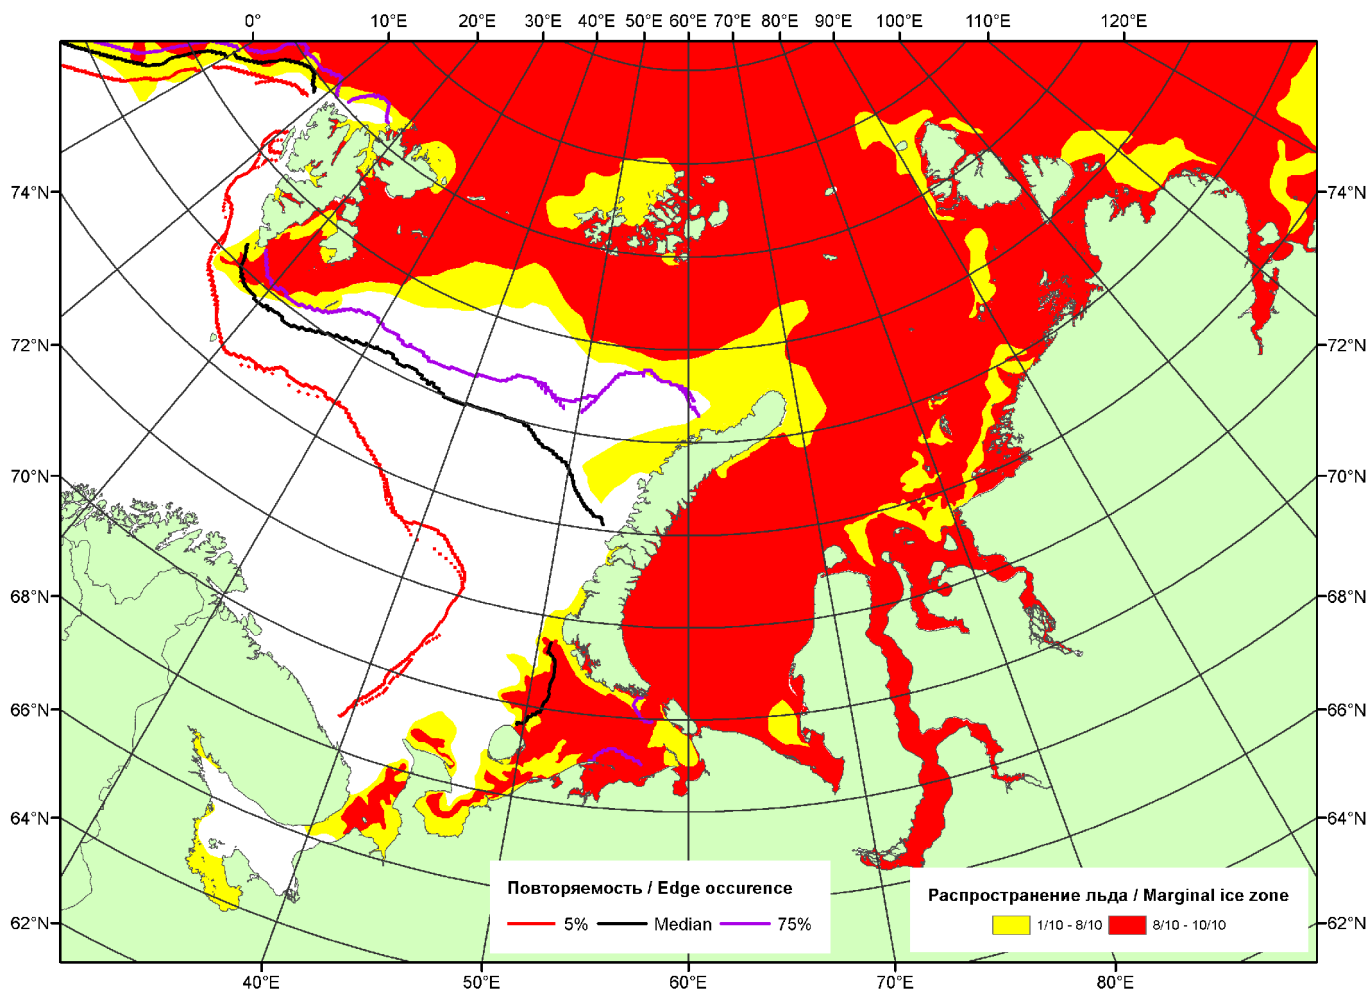 0° 10°E 20°E 30°E 40°E 50°E 60°E 70°E 80°E 90°E 100°E 110°E 120°E
74°N 74°N
72°N 72°N
70°N 70°N
68°N 68°N
66°N 66°N
64°N 64°N
62°N 62°N
Повторяемость / Edge occurence
5% Median 75%
Распространение льда / Marginal ice zone
1/10 - 8/10 8/10 - 10/10
40°E 50°E 60°E 70°E 80°E